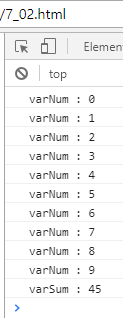 /7_02.html
Elemen
top
varNum : 0
varNum : 1
varNum : 2
varNum : 3
varNum : 4
varNum : 5
varNum : 6
varNum : 7
varNum : 8
varNum : 9
varSum : 45
>